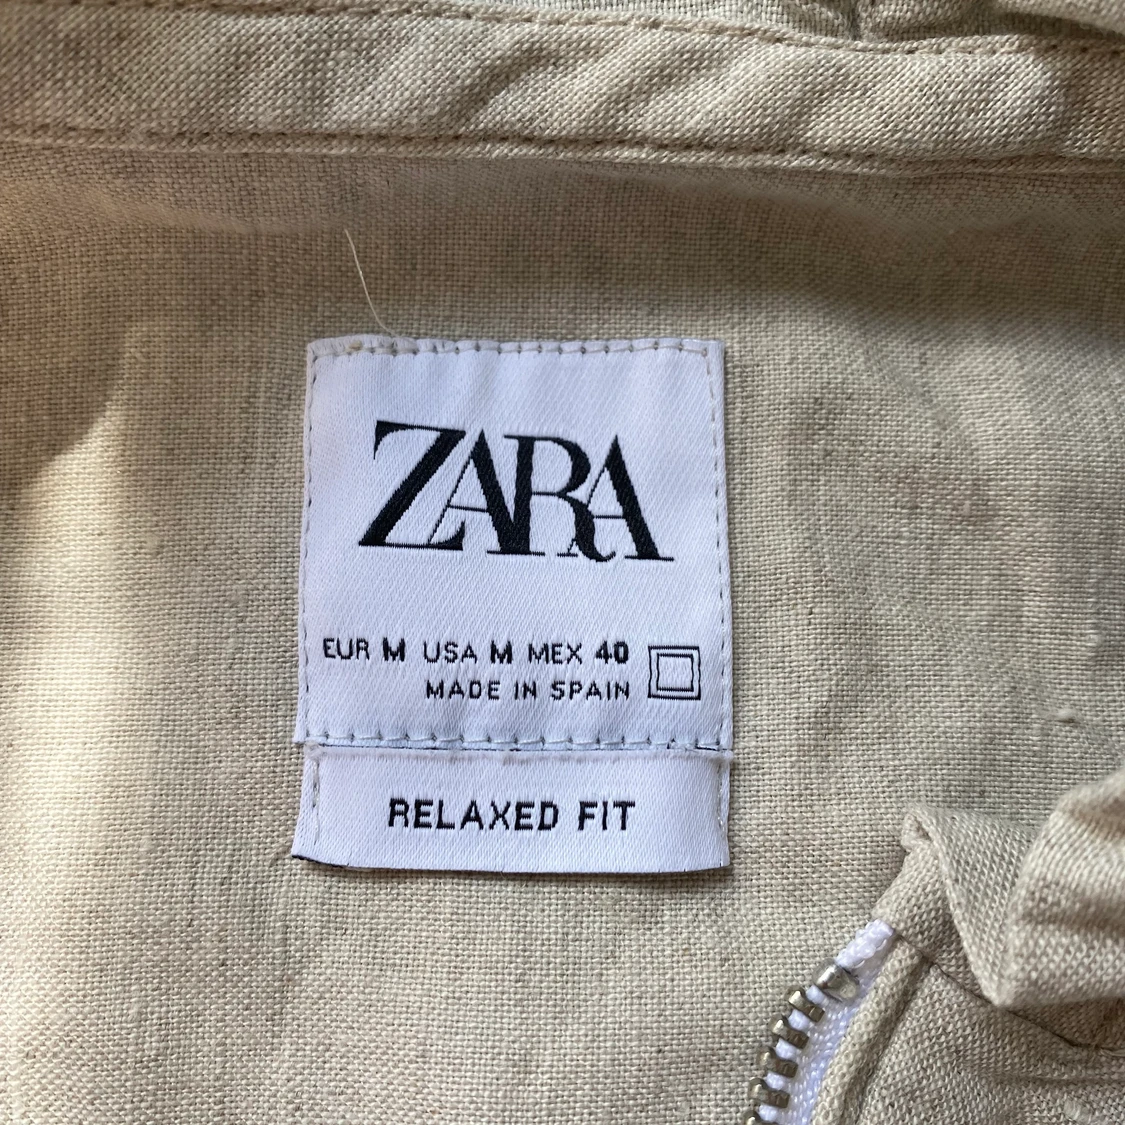 ZARA
EUR M USA M MEX 40
MADE IN SPAIN
RELAXED FIT